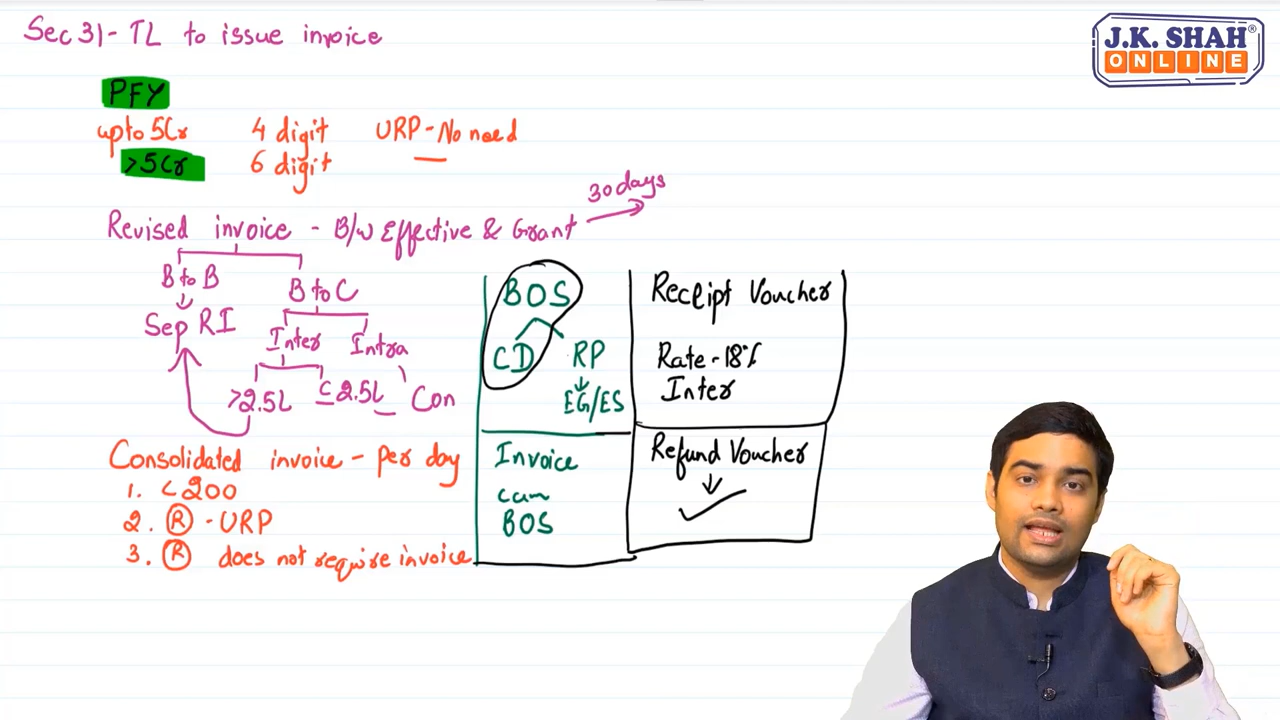 Sec 31 - TL to issue invoice
J.K. SHAH®
ONLINE
PFY
upto 5Cr 4 digit URP - No need
>5Cr 6 digit
30 days
Revised invoice - B/w Effective & Grant
B to B B to C
Sep RI
Inter Intra
>2.5L ≤ 2.5L Con
Consolidated invoice - per day
1. <200
2. Ⓡ - URP
3. Ⓡ does not require invoice
BOS
CD RP
EG/ES
Invoice
cum
BOS
Receipt Voucher
Rate - 18%
Inter
Refund Voucher